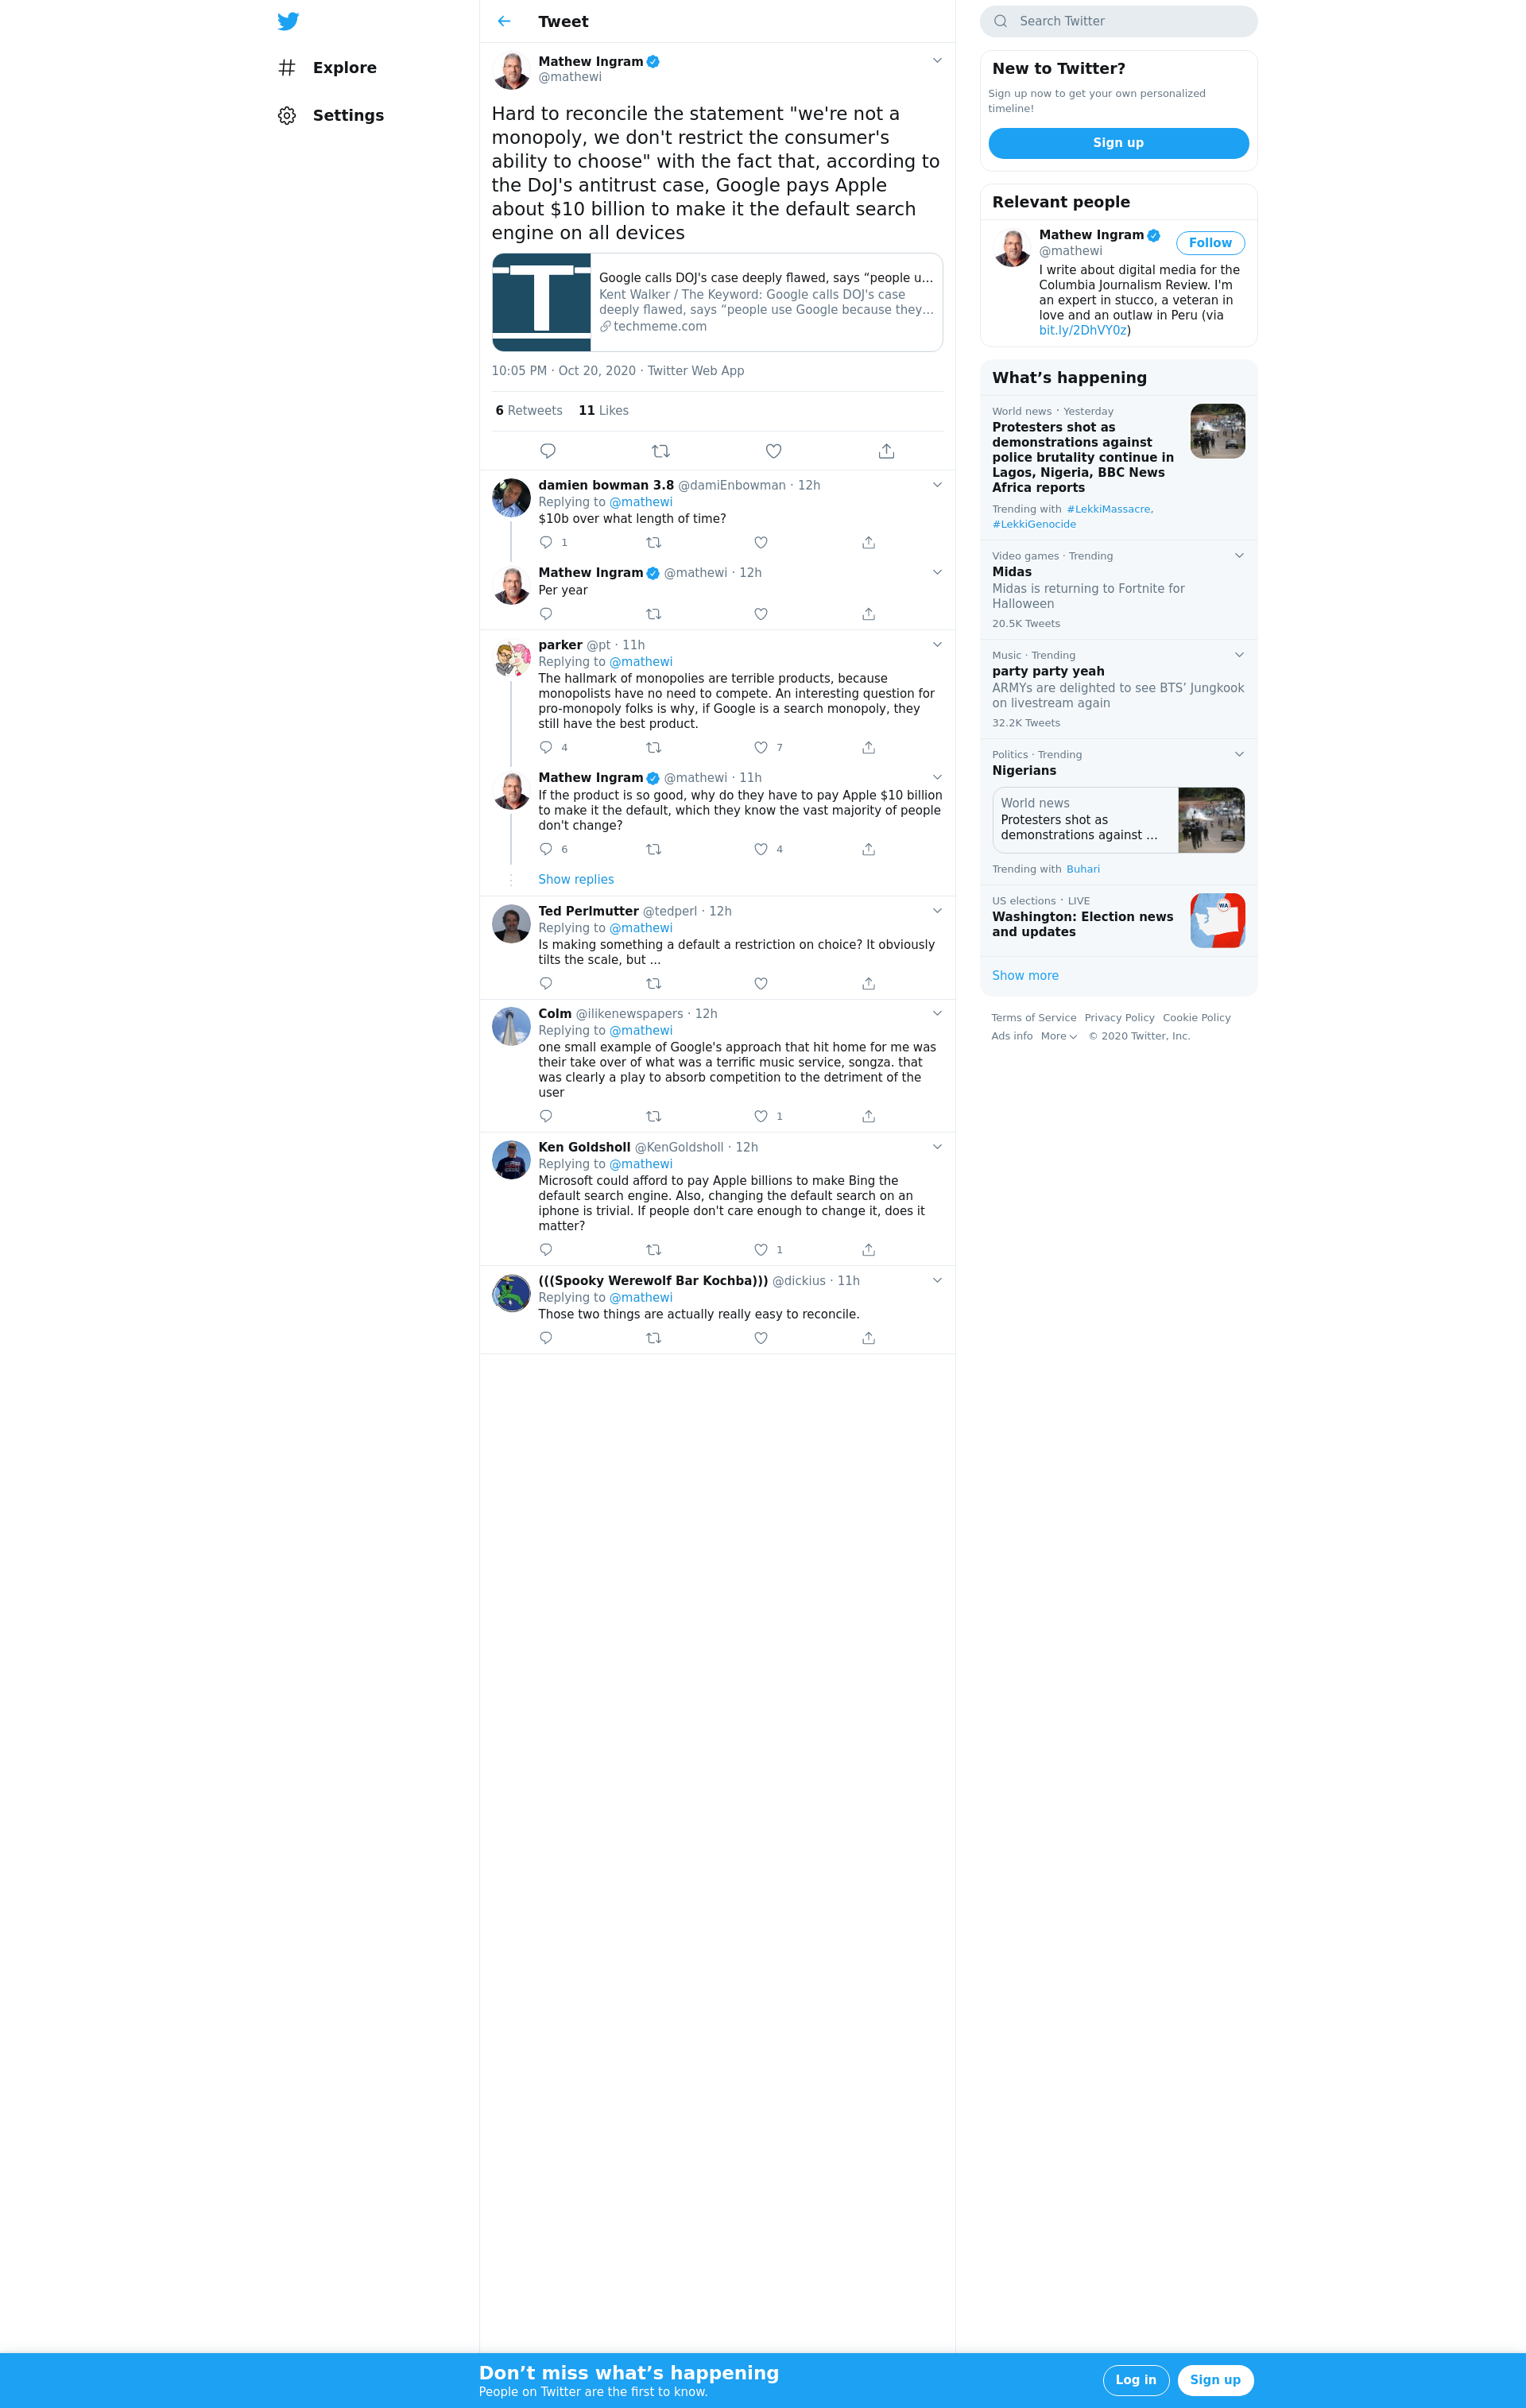 Explore
Settings
Tweet
Mathew Ingram
@mathewi
Hard to reconcile the statement "we're not a
monopoly, we don't restrict the consumer's
ability to choose" with the fact that, according to
the DoJ's antitrust case, Google pays Apple
about $10 billion to make it the default search
engine on all devices
T
Google calls DOJ's case deeply flawed, says “people u…
Kent Walker / The Keyword: Google calls DOJ's case
deeply flawed, says “people use Google because they…
techmeme.com
10:05 PM · Oct 20, 2020 · Twitter Web App
6 Retweets 11 Likes
damien bowman 3.8 @damiEnbowman · 12h
Replying to @mathewi
$10b over what length of time?
1
Mathew Ingram @mathewi · 12h
Per year
parker @pt · 11h
Replying to @mathewi
The hallmark of monopolies are terrible products, because
monopolists have no need to compete. An interesting question for
pro-monopoly folks is why, if Google is a search monopoly, they
still have the best product.
4 7
Mathew Ingram @mathewi · 11h
If the product is so good, why do they have to pay Apple $10 billion
to make it the default, which they know the vast majority of people
don't change?
6 4
Show replies
Ted Perlmutter @tedperl · 12h
Replying to @mathewi
Is making something a default a restriction on choice? It obviously
tilts the scale, but ...
Colm @ilikenewspapers · 12h
Replying to @mathewi
one small example of Google's approach that hit home for me was
their take over of what was a terrific music service, songza. that
was clearly a play to absorb competition to the detriment of the
user
1
Ken Goldsholl @KenGoldsholl · 12h
Replying to @mathewi
Microsoft could afford to pay Apple billions to make Bing the
default search engine. Also, changing the default search on an
iphone is trivial. If people don't care enough to change it, does it
matter?
1
(((Spooky Werewolf Bar Kochba))) @dickius · 11h
Replying to @mathewi
Those two things are actually really easy to reconcile.
Search Twitter
New to Twitter?
Sign up now to get your own personalized
timeline!
Sign up
Relevant people
Mathew Ingram
@mathewi
Follow
I write about digital media for the
Columbia Journalism Review. I'm
an expert in stucco, a veteran in
love and an outlaw in Peru (via
bit.ly/2DhVY0z)
What’s happening
World news · Yesterday
Protesters shot as
demonstrations against
police brutality continue in
Lagos, Nigeria, BBC News
Africa reports
Trending with #LekkiMassacre,
#LekkiGenocide
Video games · Trending
Midas
Midas is returning to Fortnite for
Halloween
20.5K Tweets
Music · Trending
party party yeah
ARMYs are delighted to see BTS’ Jungkook
on livestream again
32.2K Tweets
Politics · Trending
Nigerians
World news
Protesters shot as
demonstrations against …
Trending with Buhari
US elections · LIVE
Washington: Election news
and updates
WA
Show more
Terms of Service Privacy Policy Cookie Policy
Ads info More © 2020 Twitter, Inc.
Don’t miss what’s happening
People on Twitter are the first to know.
Log in
Sign up